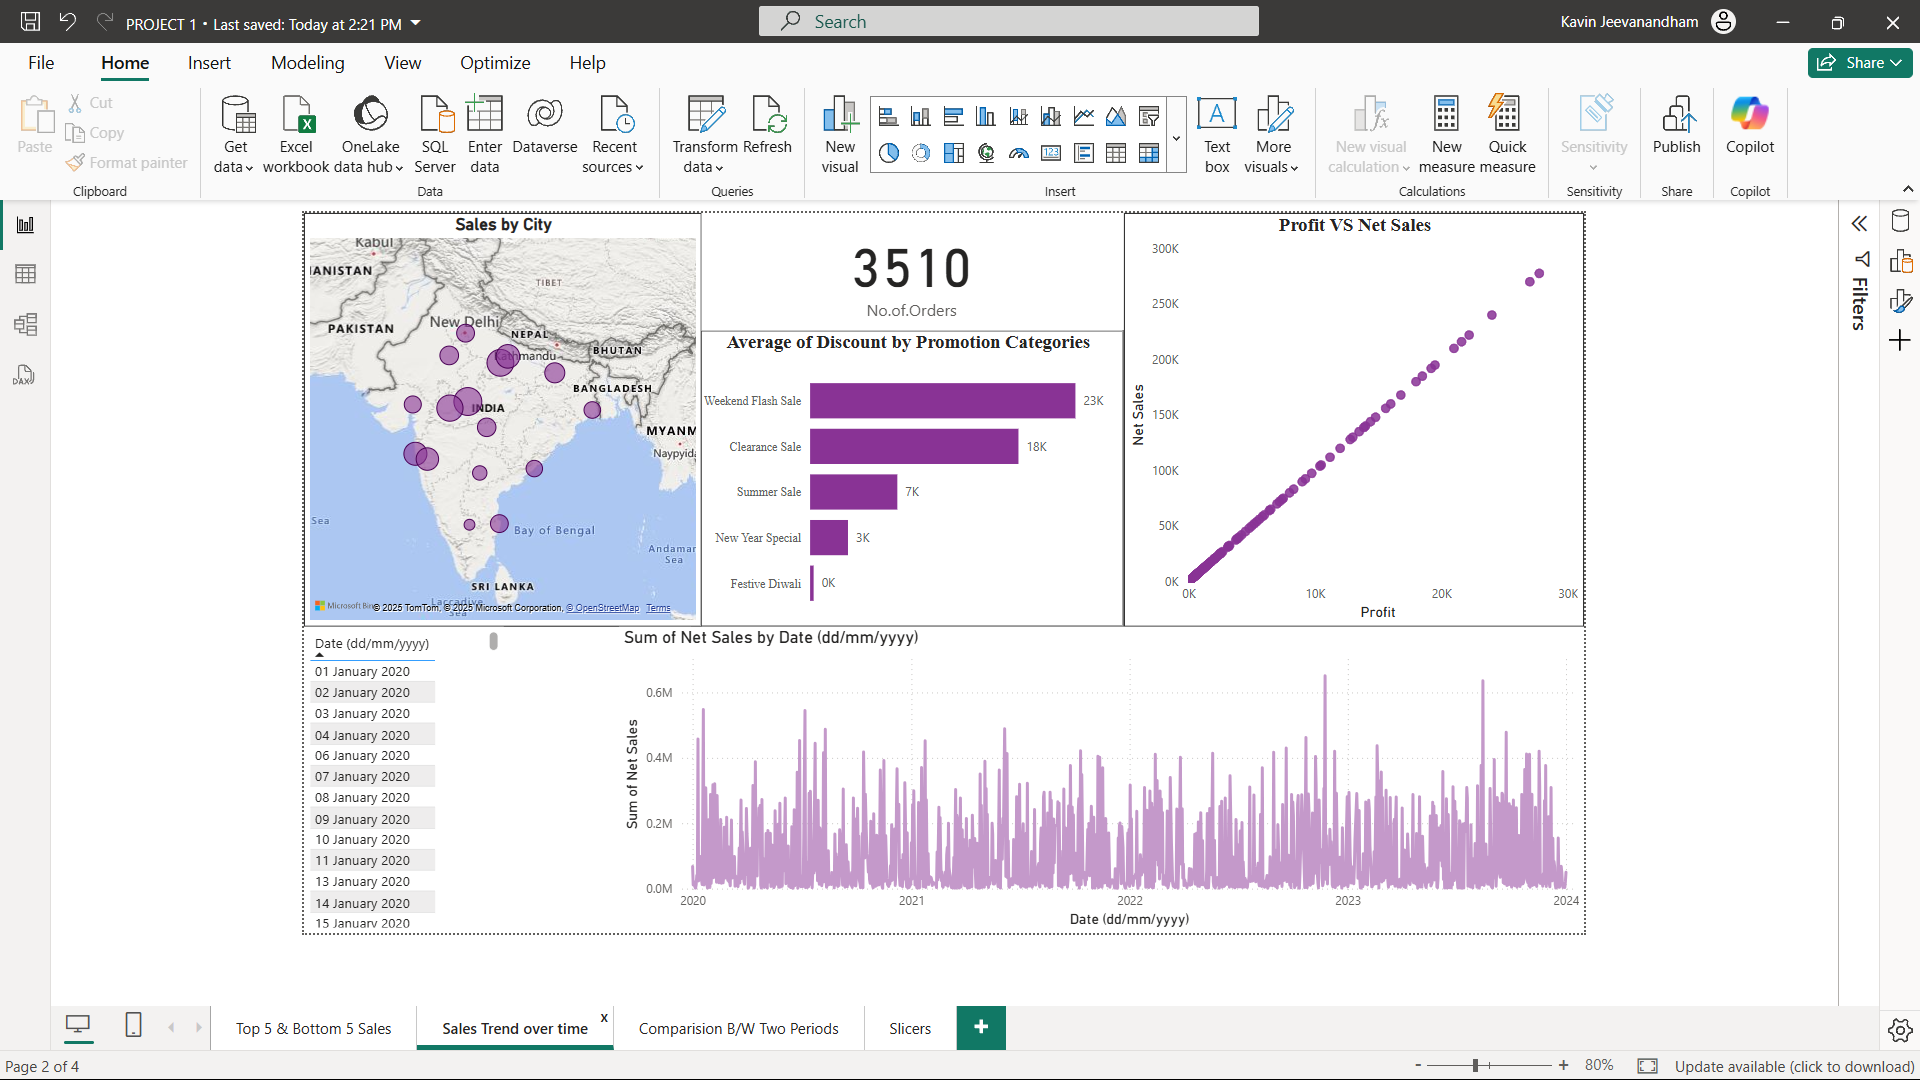 PROJECT 1 • Last saved: Today at 2:21 PM
Search
Kavin Jeevanandham
File
Home
Insert
Modeling
View
Optimize
Help
Share
Paste
Cut
Copy
Format painter
Clipboard
Get data
Excel workbook
OneLake data hub
SQL Server
Enter data
Dataverse
Recent sources
Data
Transform data
Refresh
Queries
New visual
Text box
More visuals
Insert
New visual calculation
New measure
Quick measure
Calculations
Sensitivity
Sensitivity
Publish
Share
Copilot
Copilot
Sales by City
Kabul
ANISTAN
TIBET
PAKISTAN
New Delhi
NEPAL
Kathmandu
BHUTAN
BANGLADESH
INDIA
MYANM
Naypyida
Sea
Bay of Bengal
Andaman
Sea
SRI LANKA
Laccadive
Sea
Microsoft Bing
© 2025 TomTom, © 2025 Microsoft Corporation, © OpenStreetMap Terms
3510
No.of.Orders
Average of Discount by Promotion Categories
Weekend Flash Sale 23K
Clearance Sale 18K
Summer Sale 7K
New Year Special 3K
Festive Diwali 0K
Profit VS Net Sales
300K
250K
200K
150K
100K
50K
0K
Net Sales
0K 10K 20K 30K
Profit
Filters
Date (dd/mm/yyyy)
01 January 2020
02 January 2020
03 January 2020
04 January 2020
06 January 2020
07 January 2020
08 January 2020
09 January 2020
10 January 2020
11 January 2020
13 January 2020
14 January 2020
15 January 2020
Sum of Net Sales by Date (dd/mm/yyyy)
0.6M
0.4M
0.2M
0.0M
Sum of Net Sales
2020 2021 2022 2023 2024
Date (dd/mm/yyyy)
Top 5 & Bottom 5 Sales
Sales Trend over time
x
Comparision B/W Two Periods
Slicers
+
Page 2 of 4
- + 80%
Update available (click to download)